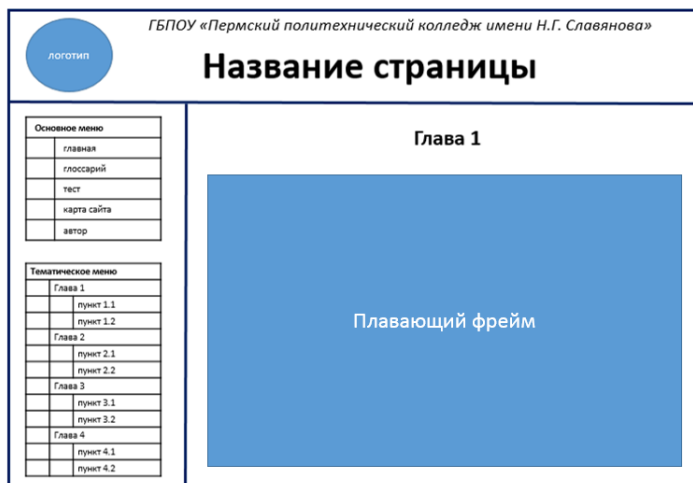 ГБПОУ «Пермский политехнический колледж имени Н.Г. Славянова»
логотип
Название страницы
Основное меню
главная
глоссарий
тест
карта сайта
автор
Тематическое меню
Глава 1
пункт 1.1
пункт 1.2
Глава 2
пункт 2.1
пункт 2.2
Глава 3
пункт 3.1
пункт 3.2
Глава 4
пункт 4.1
пункт 4.2
Глава 1
Плавающий фрейм